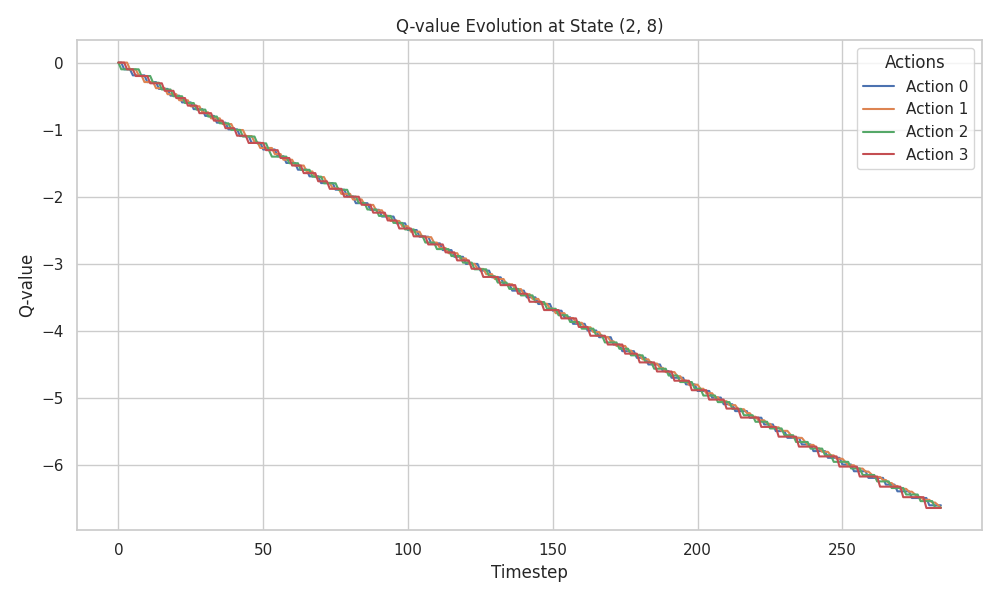 Q-value Evolution at State (2, 8)
Actions
Action 0
Action 1
Action 2
Action 3
Q-value
0
−1
−2
−3
−4
−5
−6
0 50 100 150 200 250
Timestep